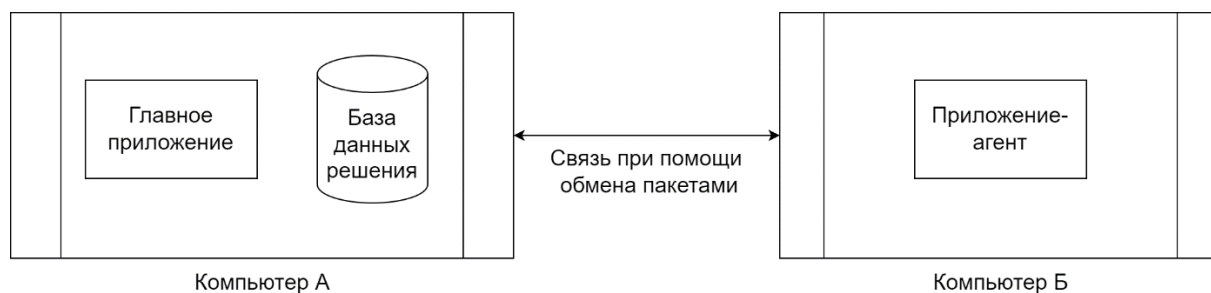 Главное
приложение
База
данных
решения
Связь при помощи
обмена пакетами
Приложение-
агент
Компьютер А
Компьютер Б